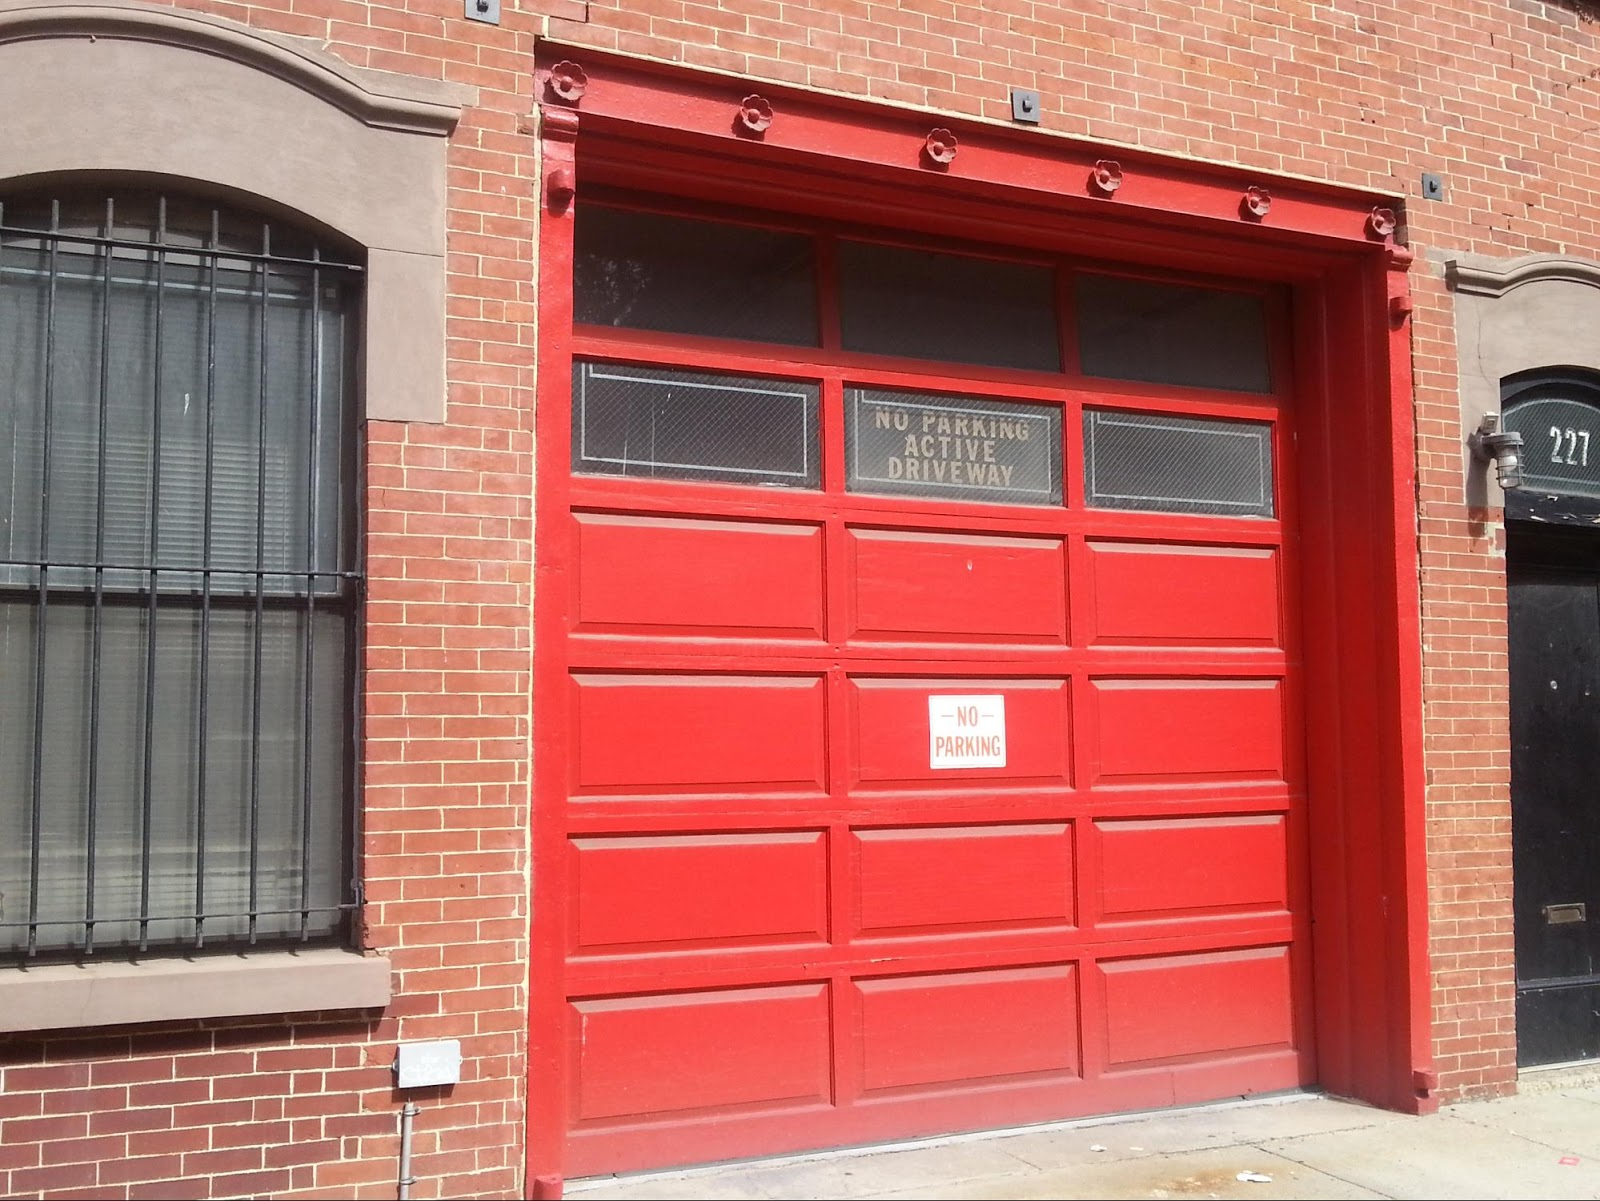 NO PARKING
ACTIVE
DRIVEWAY
227
-NO-
PARKING